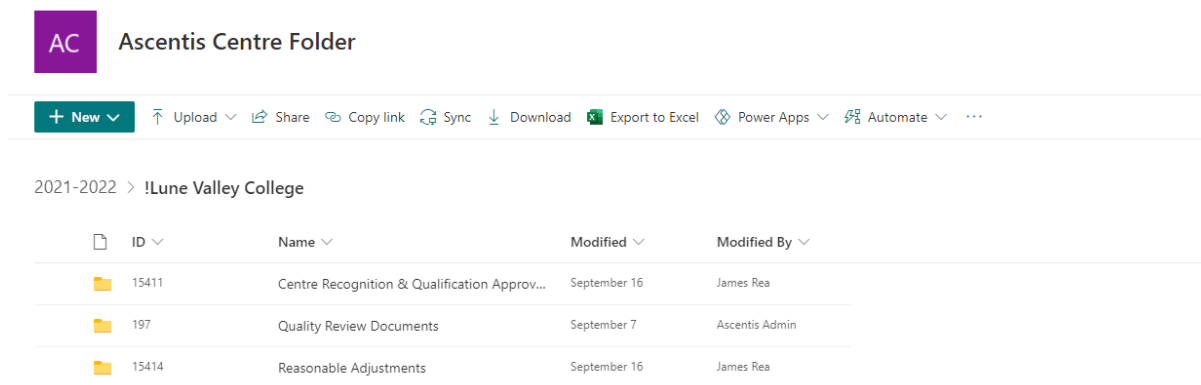 AC Ascentis Centre Folder
+ New Upload Share Copy link Sync Download Export to Excel Power Apps Automate ...
2021-2022 > !Lune Valley College
ID Name Modified Modified By
15411 Centre Recognition & Qualification Approv... September 16 James Rea
197 Quality Review Documents September 7 Ascentis Admin
15414 Reasonable Adjustments September 16 James Rea